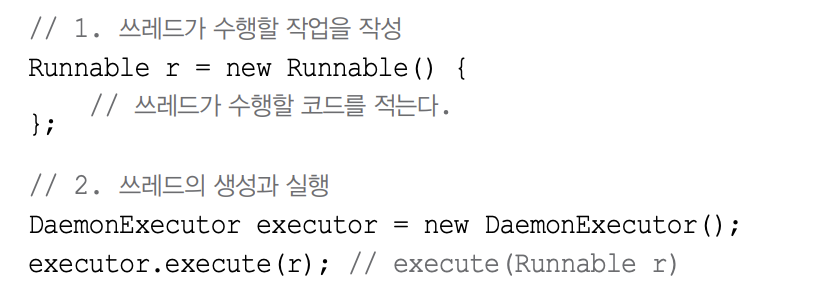 // 1. 쓰레드가 수행할 작업을 작성
Runnable r = new Runnable() {
// 쓰레드가 수행할 코드를 적는다.
};
// 2. 쓰레드의 생성과 실행
DaemonExecutor executor = new DaemonExecutor();
executor.execute(r); // execute(Runnable r)